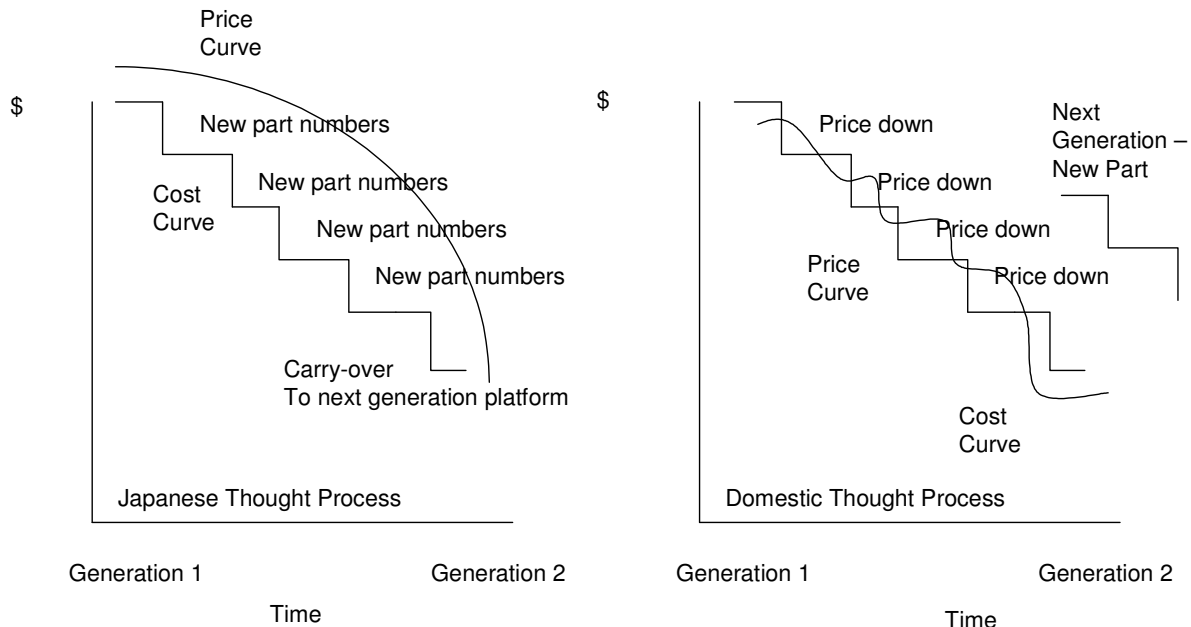 Price
Curve
$
New part numbers
New part numbers
Cost
Curve
New part numbers
New part numbers
Carry-over
To next generation platform
Japanese Thought Process
Generation 1
Generation 2
Time
$
Price down
Next
Generation –
New Part
Price down
Price down
Price
Curve
Price down
Cost
Curve
Domestic Thought Process
Generation 1
Generation 2
Time